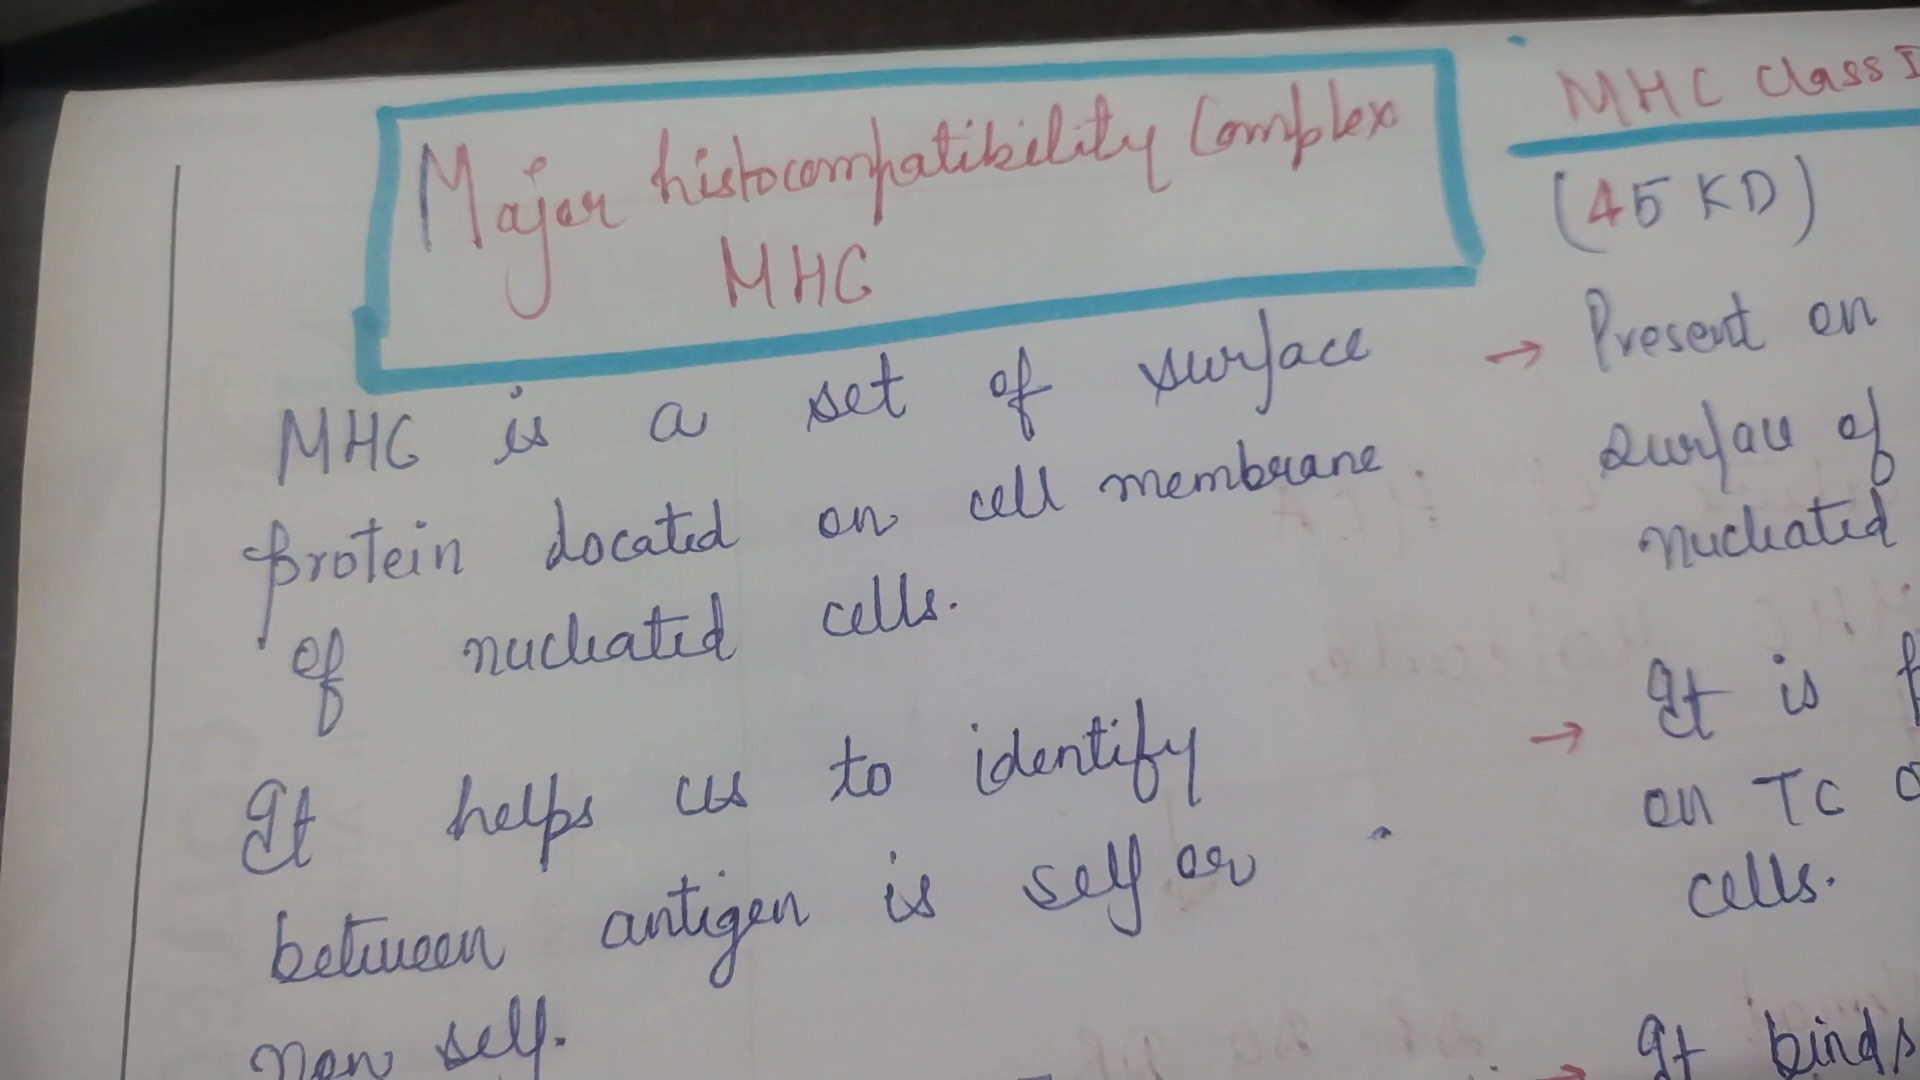 Major histocompatibility Complex
MHC
MHC is a set of surface
protein located on cell membrane
of nucleated cells.
It helps us to identify
between antigen is self or
non self.
MHC Class I
(45 KD)
→ Present on
surface of
nucleated
→ It is
on TC
cells.
→ It binds